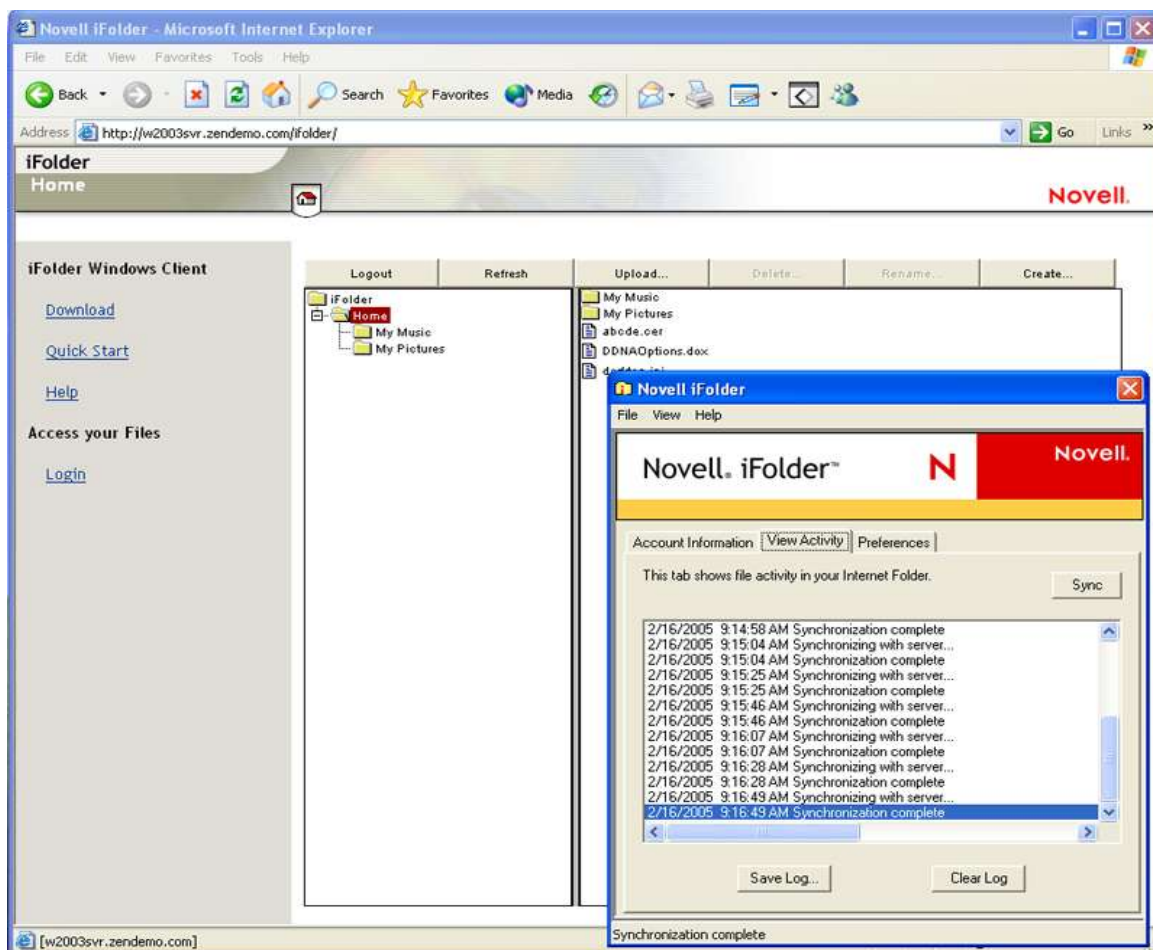 Novell iFolder - Microsoft Internet Explorer
File Edit View Favorites Tools Help
Back Search Favorites Media
Address http://w2003svr.zendemo.com/ifolder/ Go Links »
iFolder
Home
Novell.
iFolder Windows Client
Download
Quick Start
Help
Access your Files
Login
Logout Refresh Upload... Delete... Rename... Create...
iFolder
Home
My Music
My Pictures
My Music
My Pictures
abcde.cer
DDNAOptions.dox
Novell iFolder
File View Help
Novell. iFolder™ N Novell.
Account Information View Activity Preferences
This tab shows file activity in your Internet Folder.
Sync
2/16/2005 9:14:58 AM Synchronization complete
2/16/2005 9:15:04 AM Synchronizing with server...
2/16/2005 9:15:04 AM Synchronization complete
2/16/2005 9:15:25 AM Synchronizing with server...
2/16/2005 9:15:25 AM Synchronization complete
2/16/2005 9:15:46 AM Synchronizing with server...
2/16/2005 9:15:46 AM Synchronization complete
2/16/2005 9:16:07 AM Synchronizing with server...
2/16/2005 9:16:07 AM Synchronization complete
2/16/2005 9:16:28 AM Synchronizing with server...
2/16/2005 9:16:28 AM Synchronization complete
2/16/2005 9:16:49 AM Synchronizing with server...
2/16/2005 9:16:49 AM Synchronization complete
Save Log... Clear Log
Synchronization complete
[w2003svr.zendemo.com]